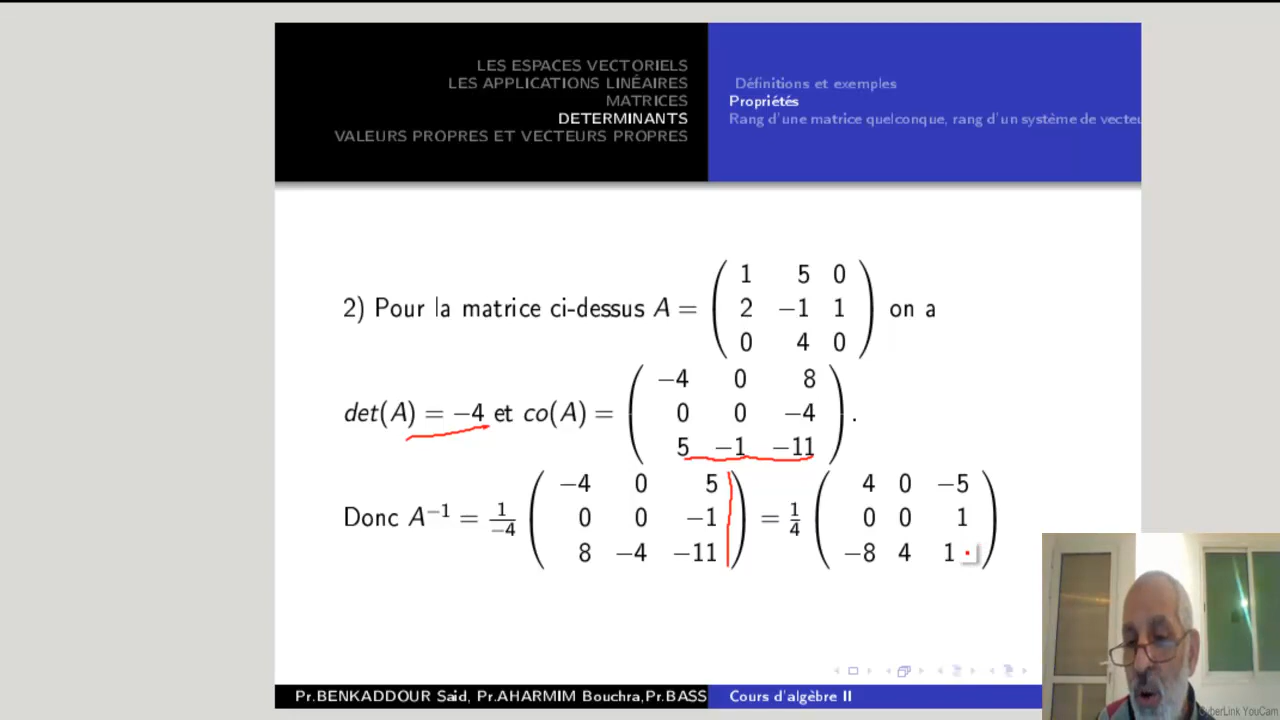 LES ESPACES VECTORIELS
LES APPLICATIONS LINÉAIRES
MATRICES
DETERMINANTS
VALEURS PROPRES ET VECTEURS PROPRES
Définitions et exemples
Propriétés
Rang d'une matrice quelconque, rang d'un système de vecteu
2) Pour la matrice ci-dessus A = ( 1 5 0 ; 2 −1 1 ; 0 4 0 ) on a
det(A) = −4 et co(A) = ( −4 0 8 ; 0 0 −4 ; 5 −1 −11 ).
Donc A⁻¹ = 1/−4 ( −4 0 5 ; 0 0 −1 ; 8 −4 −11 ) = 1/4 ( 4 0 −5 ; 0 0 1 ; −8 4 1 )
Pr.BENKADDOUR Said, Pr.AHARMIM Bouchra,Pr.BASS
Cours d'algèbre II
CyberLink YouCam